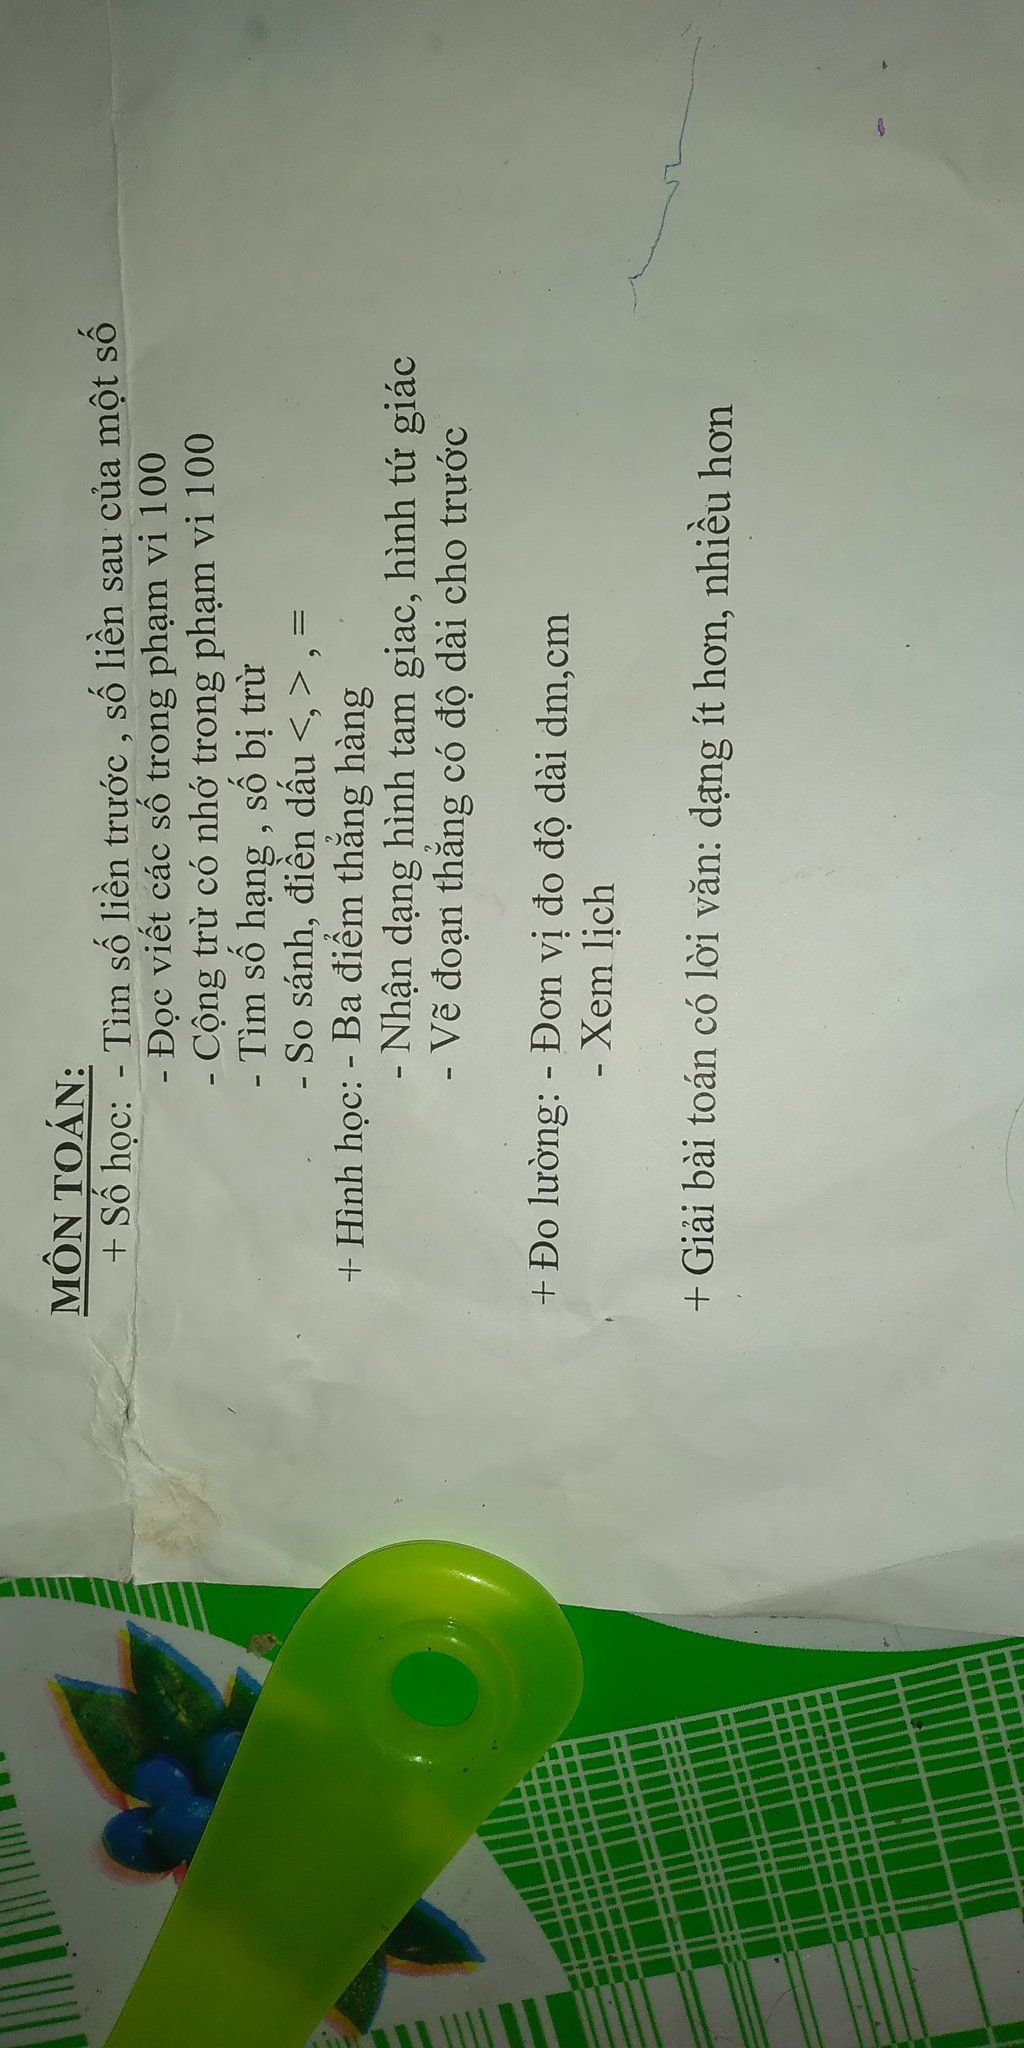 MÔN TOÁN:
+ Số học: - Tìm số liền trước , số liền sau của một số
- Đọc viết các số trong phạm vi 100
- Cộng trừ có nhớ trong phạm vi 100
- Tìm số hạng , số bị trừ
- So sánh, điền dấu <, > , =
+ Hình học: - Ba điểm thẳng hàng
- Nhận dạng hình tam giac, hình tứ giác
- Vẽ đoạn thẳng có độ dài cho trước
+ Đo lường: - Đơn vị đo độ dài dm,cm
- Xem lịch
+ Giải bài toán có lời văn: dạng ít hơn, nhiều hơn